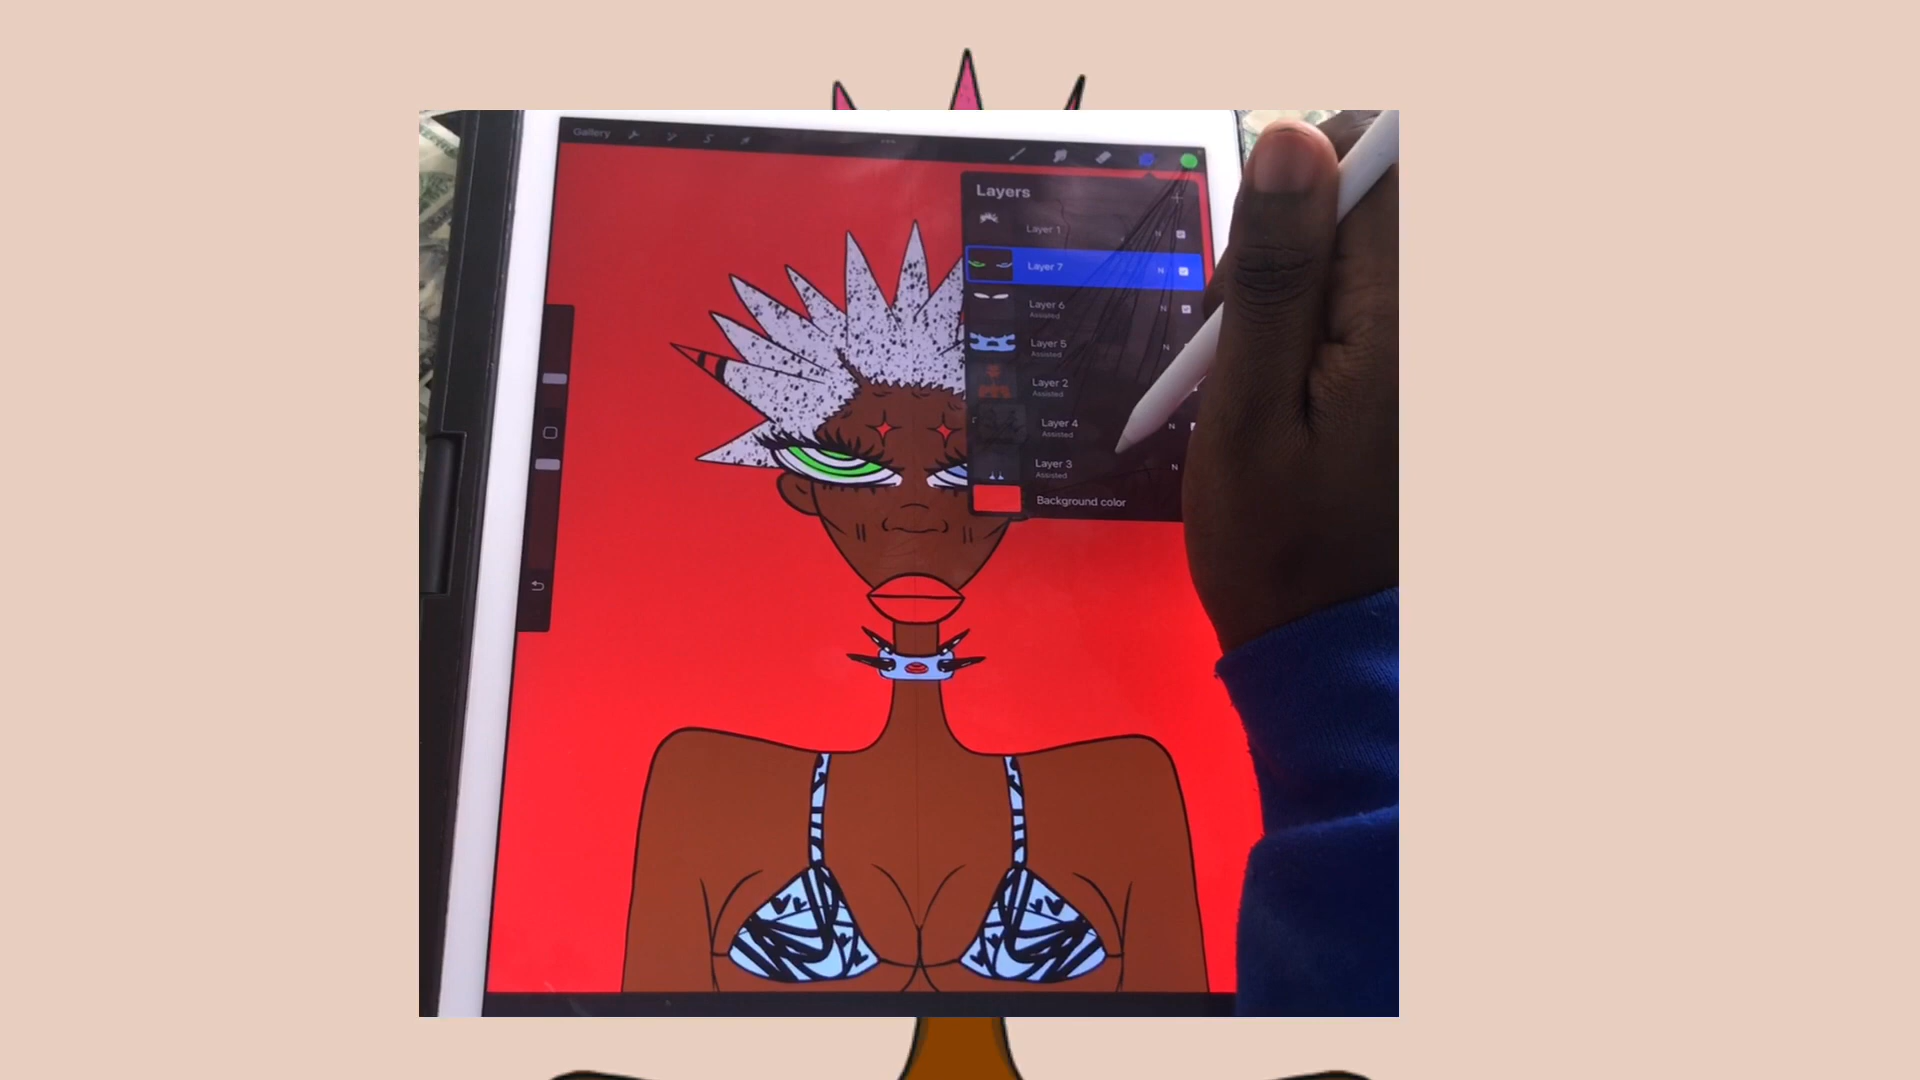 Gallery
Layers
Layer 1
N
Layer 7
N
Layer 6
Assisted
N
Layer 5
Assisted
N
Layer 2
Assisted
Layer 4
Assisted
N
Layer 3
Assisted
N
Background color